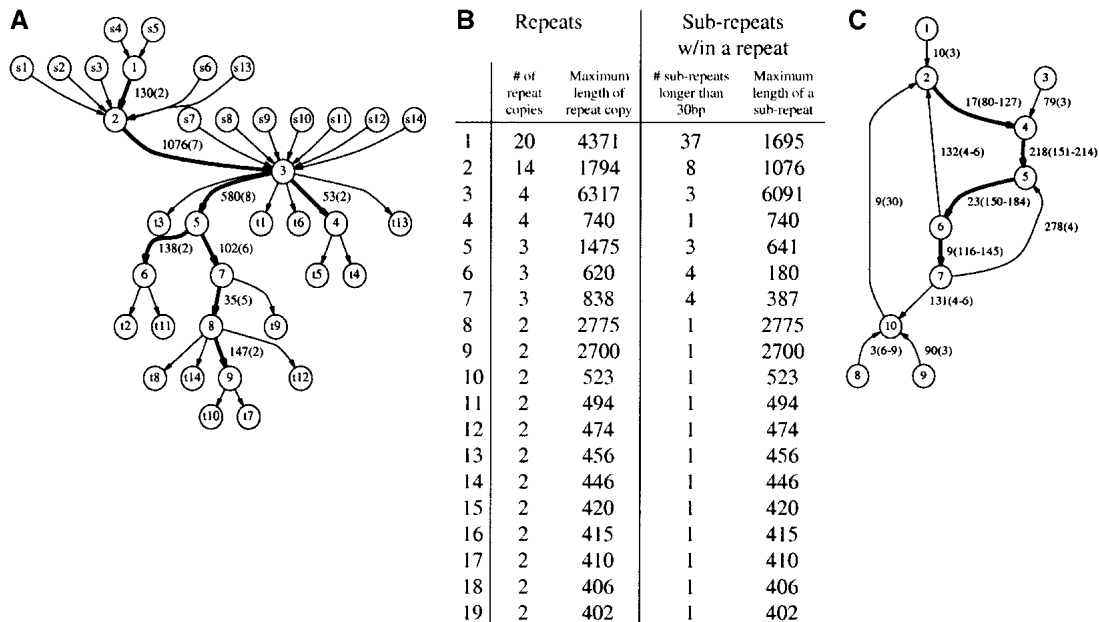 A
s4 s5
s1 s2 s3 1 s6 s13
130(2)
2 s7 s8 s9 s10 s11 s12 s14
1076(7)
3
580(8) 53(2)
t3 5 t1 t6 4 t13
138(2) 102(6)
6 7 t5 t4
35(5)
t2 t11 8 t9
147(2)
t8 t14 9 t12
t10 t7
B
Repeats Sub-repeats
w/in a repeat
# of Maximum # sub-repeats Maximum
repeat length of longer than length of a
copies repeat copy 30bp sub-repeat
1 20 4371 37 1695
2 14 1794 8 1076
3 4 6317 3 6091
4 4 740 1 740
5 3 1475 3 641
6 3 620 4 180
7 3 838 4 387
8 2 2775 1 2775
9 2 2700 1 2700
10 2 523 1 523
11 2 494 1 494
12 2 474 1 474
13 2 456 1 456
14 2 446 1 446
15 2 420 1 420
16 2 415 1 415
17 2 410 1 410
18 2 406 1 406
19 2 402 1 402
C
1
10(3)
2 3
17(80-127) 79(3)
4
132(4-6) 218(151-214)
5
9(30) 23(150-184)
6 278(4)
9(116-145)
7
131(4-6)
10
3(6-9) 90(3)
8 9